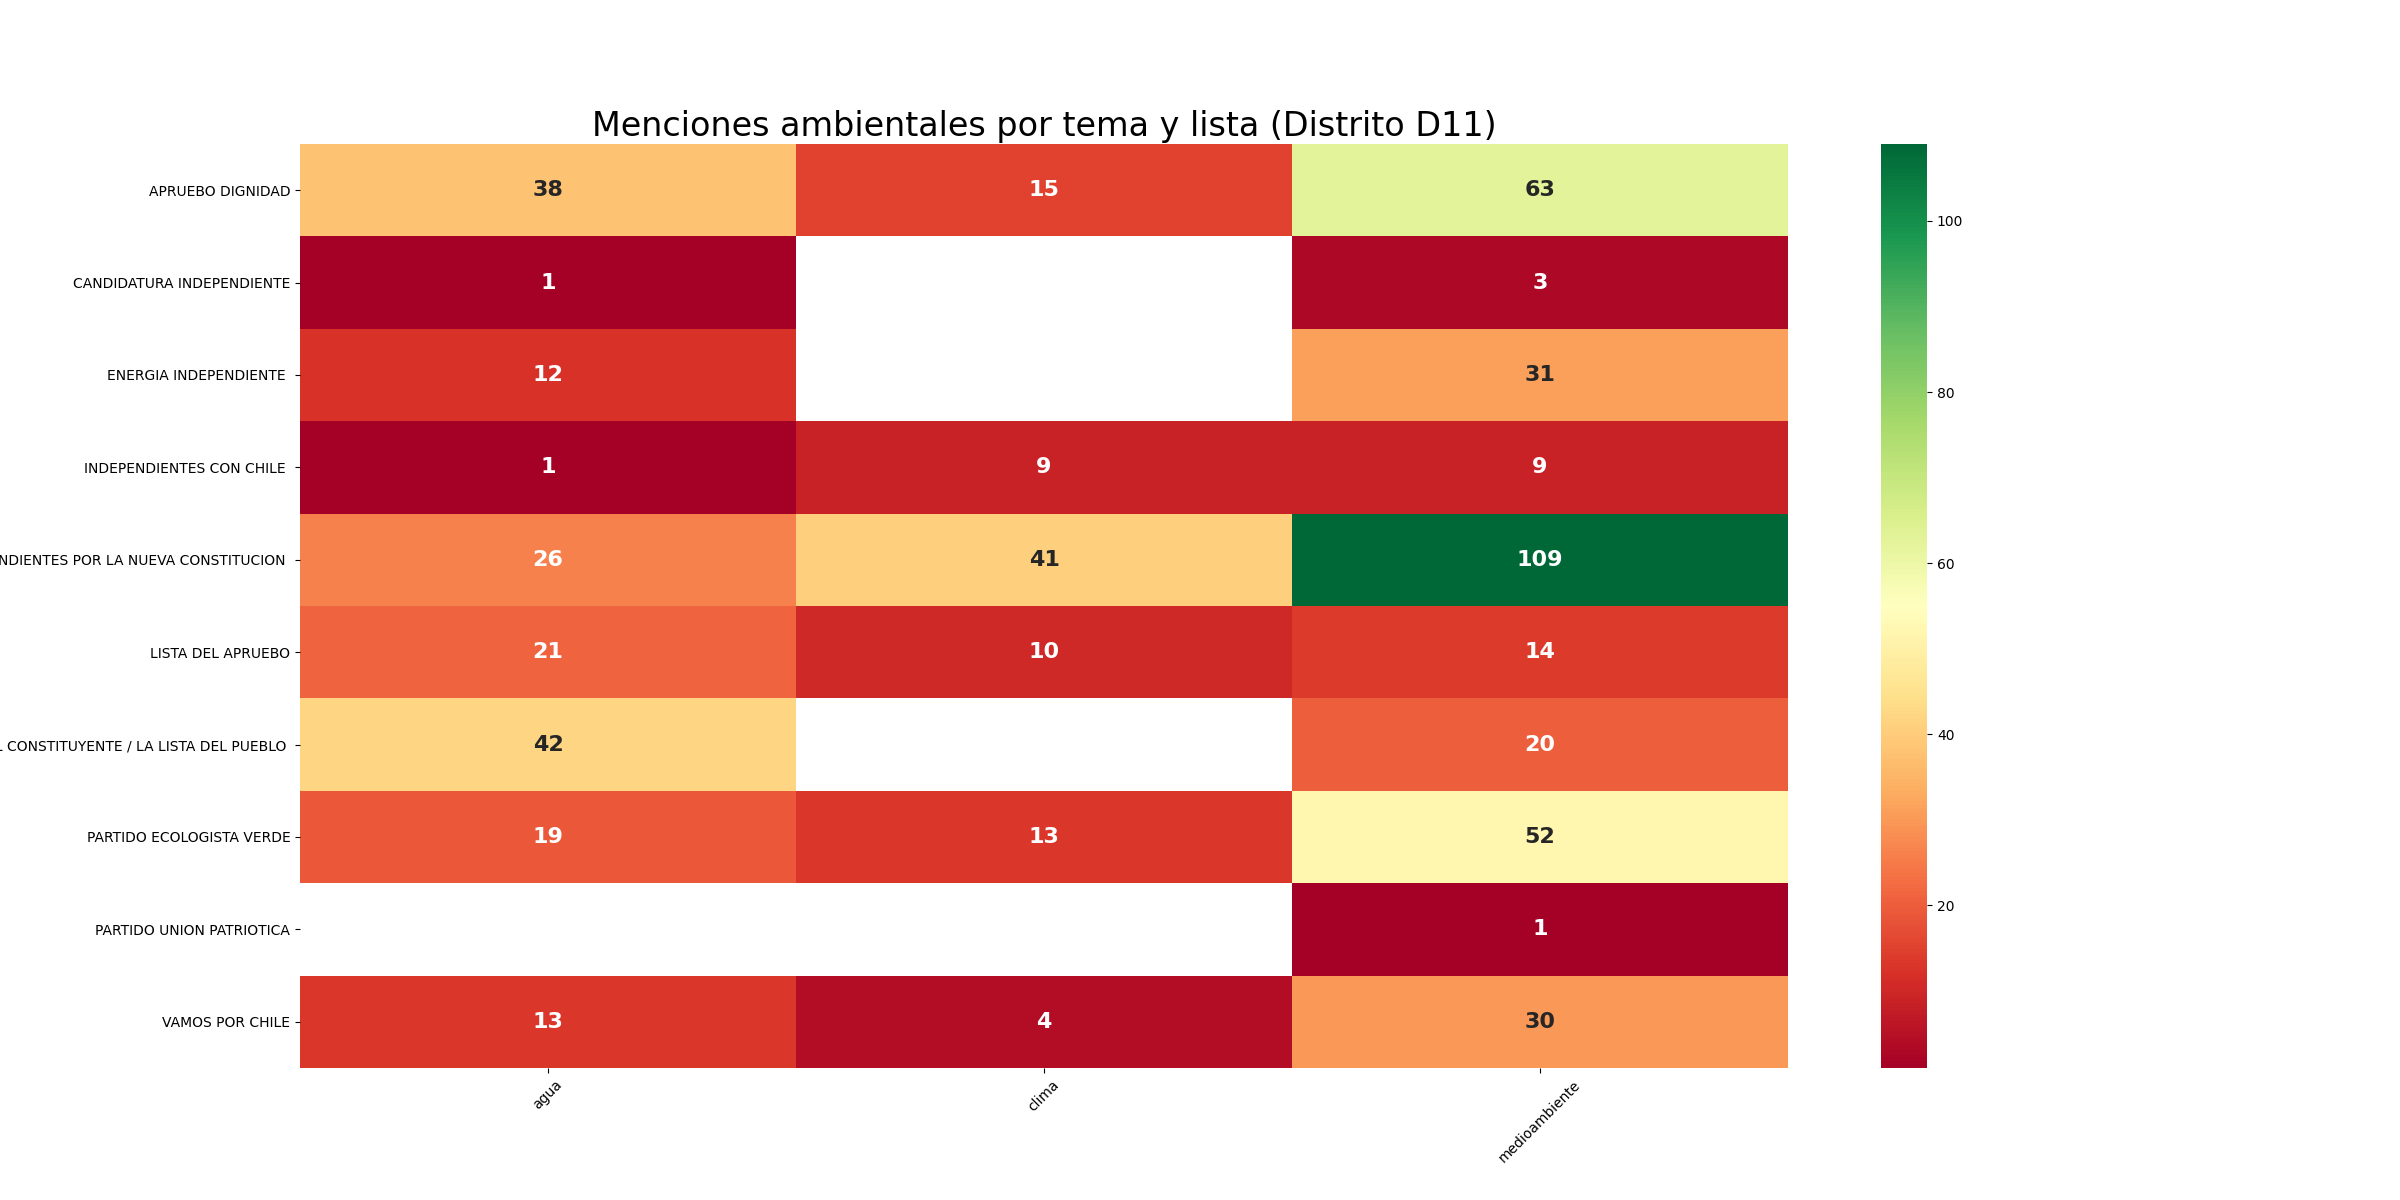 Menciones ambientales por tema y lista (Distrito D11)
APRUEBO DIGNIDAD 38 15 63
CANDIDATURA INDEPENDIENTE 1 3
ENERGIA INDEPENDIENTE 12 31
INDEPENDIENTES CON CHILE 1 9 9
NDIENTES POR LA NUEVA CONSTITUCION 26 41 109
LISTA DEL APRUEBO 21 10 14
CONSTITUYENTE / LA LISTA DEL PUEBLO 42 20
PARTIDO ECOLOGISTA VERDE 19 13 52
PARTIDO UNION PATRIOTICA 1
VAMOS POR CHILE 13 4 30
agua clima medioambiente
100
80
60
40
20